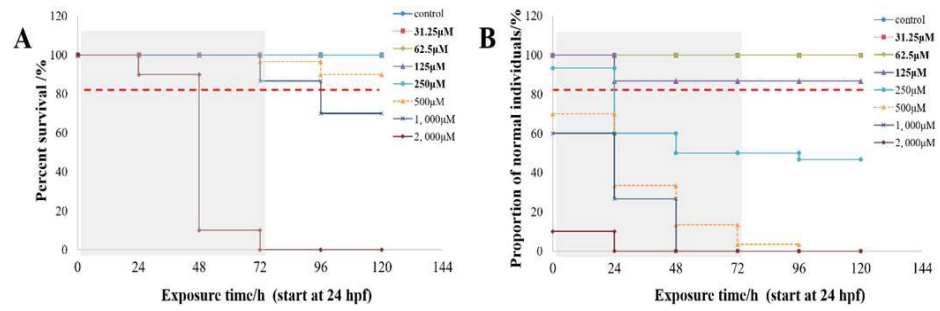 A
120
100
80
60
40
20
0
0 24 48 72 96 120 144
Percent survival /%
Exposure time/h (start at 24 hpf)
control
31.25μM
62.5μM
125μM
250μM
500μM
1, 000μM
2, 000μM
B
120
100
80
60
40
20
0
0 24 48 72 96 120 144
Proportion of normal individuals/%
Exposure time/h (start at 24 hpf)
control
31.25μM
62.5μM
125μM
250μM
500μM
1, 000μM
2, 000μM